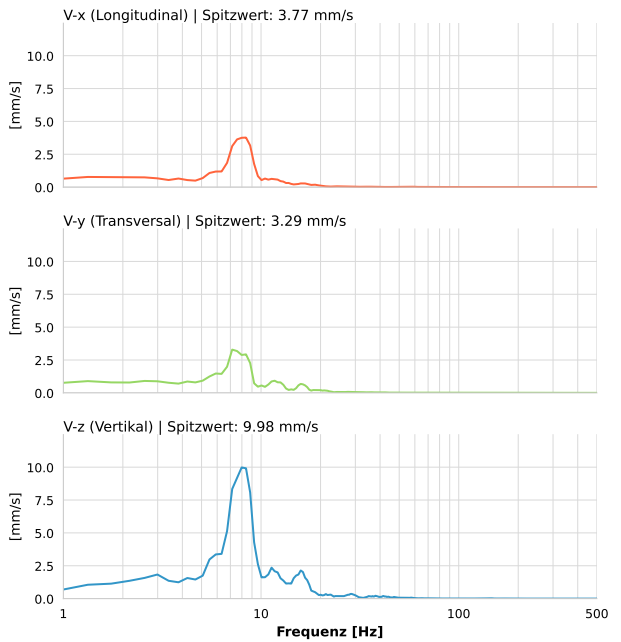 V-x (Longitudinal) | Spitzwert: 3.77 mm/s
10.0
7.5
5.0
2.5
0.0
[mm/s]
V-y (Transversal) | Spitzwert: 3.29 mm/s
10.0
7.5
5.0
2.5
0.0
[mm/s]
V-z (Vertikal) | Spitzwert: 9.98 mm/s
10.0
7.5
5.0
2.5
0.0
[mm/s]
1 10 100 500
Frequenz [Hz]